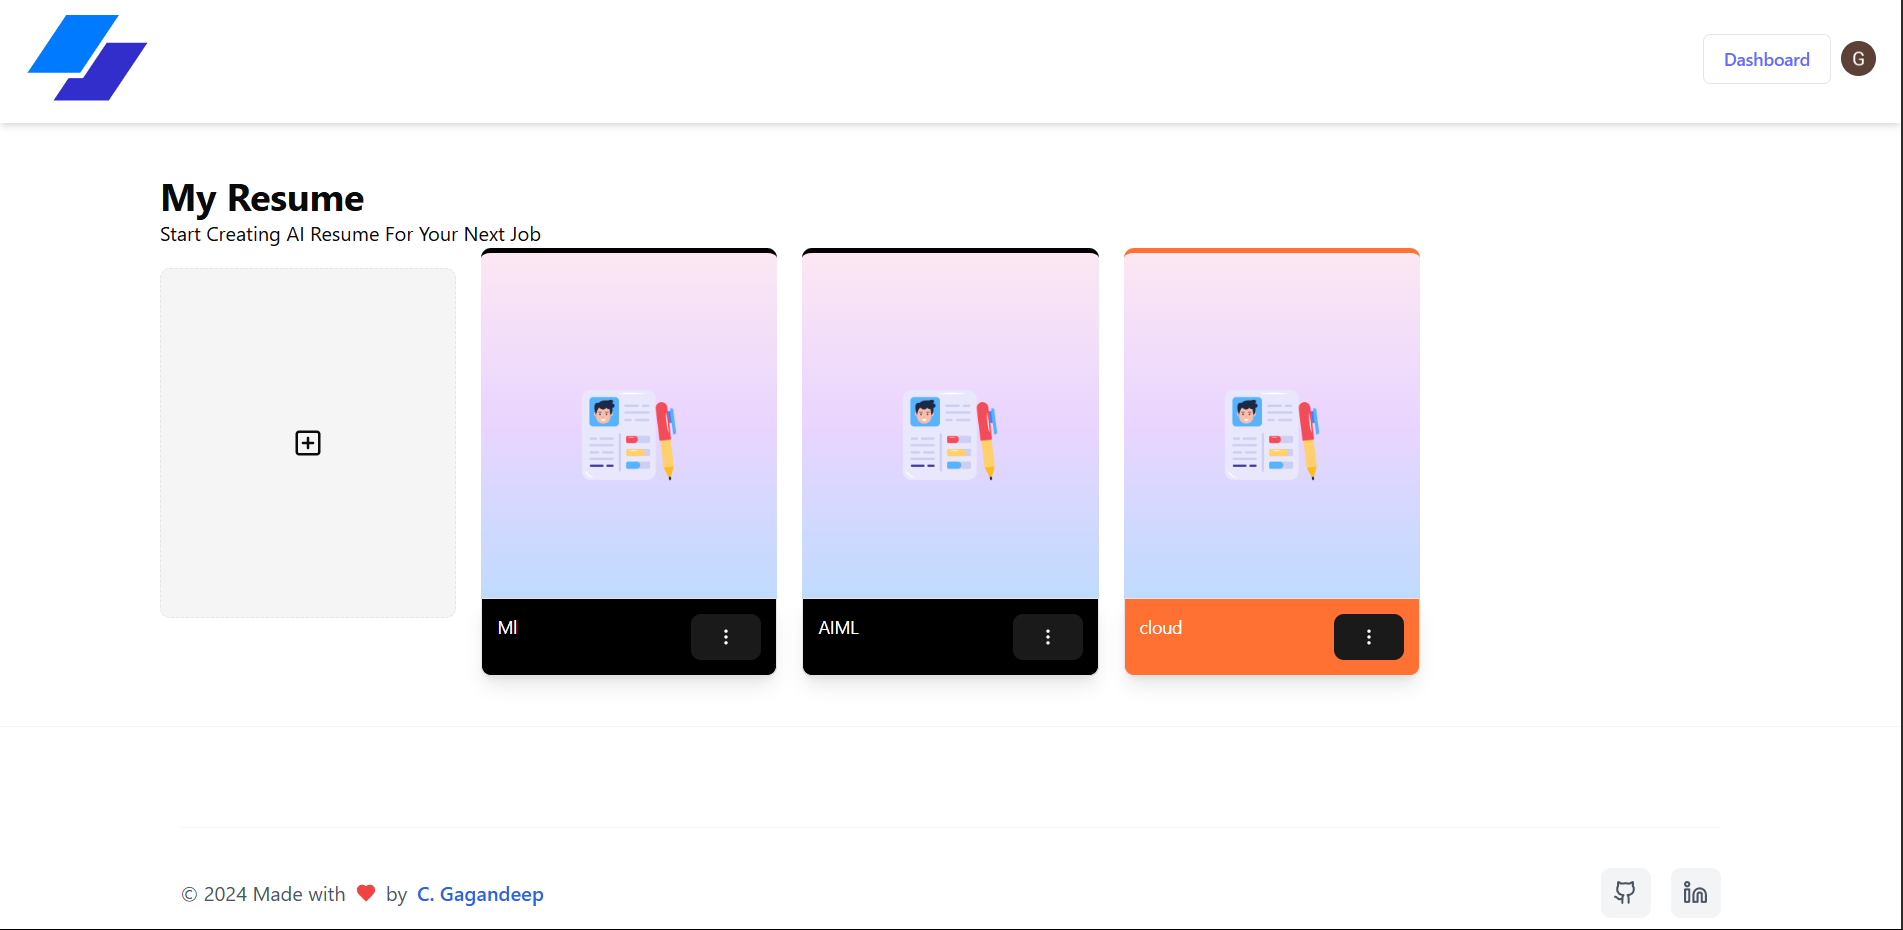 Dashboard
G
My Resume
Start Creating AI Resume For Your Next Job
Ml
AIML
cloud
© 2024 Made with ❤ by C. Gagandeep
in